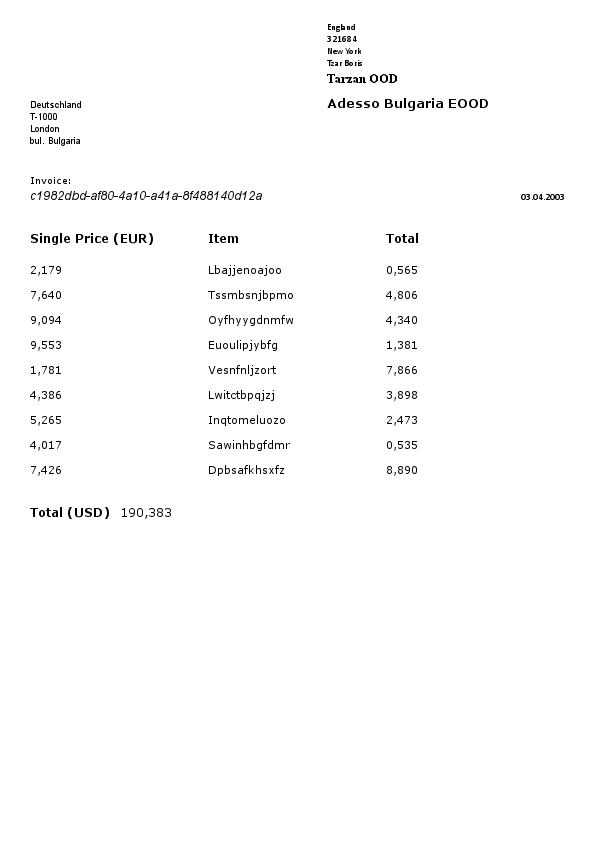 England
321684
New York
Tzar Boris
Tarzan OOD
Deutschland
Adesso Bulgaria EOOD
T-1000
London
bul. Bulgaria
Invoice:
c1982dbd-af80-4a10-a41a-8f488140d12a 03.04.2003
Single Price (EUR) Item Total
2,179 Lbajjenoajoo 0,565
7,640 Tssmbsnjbpmo 4,806
9,094 Oyfhyygdnmfw 4,340
9,553 Euoulipjybfg 1,381
1,781 Vesnfnljzort 7,866
4,386 Lwitctbpqjzj 3,898
5,265 Inqtomeluozo 2,473
4,017 Sawinhbgfdmr 0,535
7,426 Dpbsafkhsxfz 8,890
Total (USD) 190,383